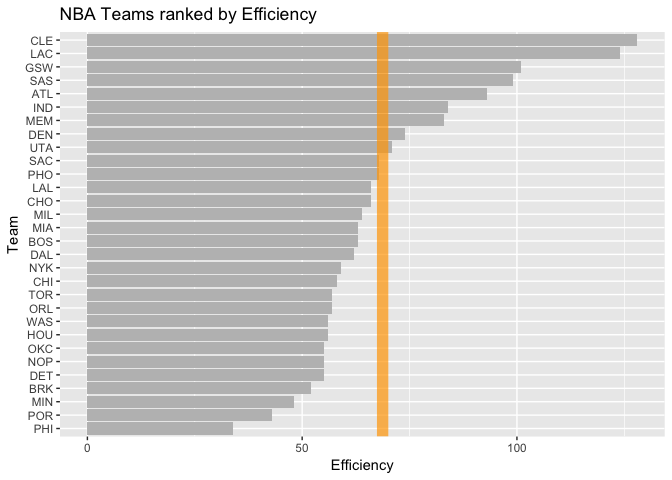 NBA Teams ranked by Efficiency
CLE
LAC
GSW
SAS
ATL
IND
MEM
DEN
UTA
SAC
PHO
LAL
CHO
MIL
MIA
BOS
DAL
NYK
CHI
TOR
ORL
WAS
HOU
OKC
NOP
DET
BRK
MIN
POR
PHI
Team
0 50 100
Efficiency